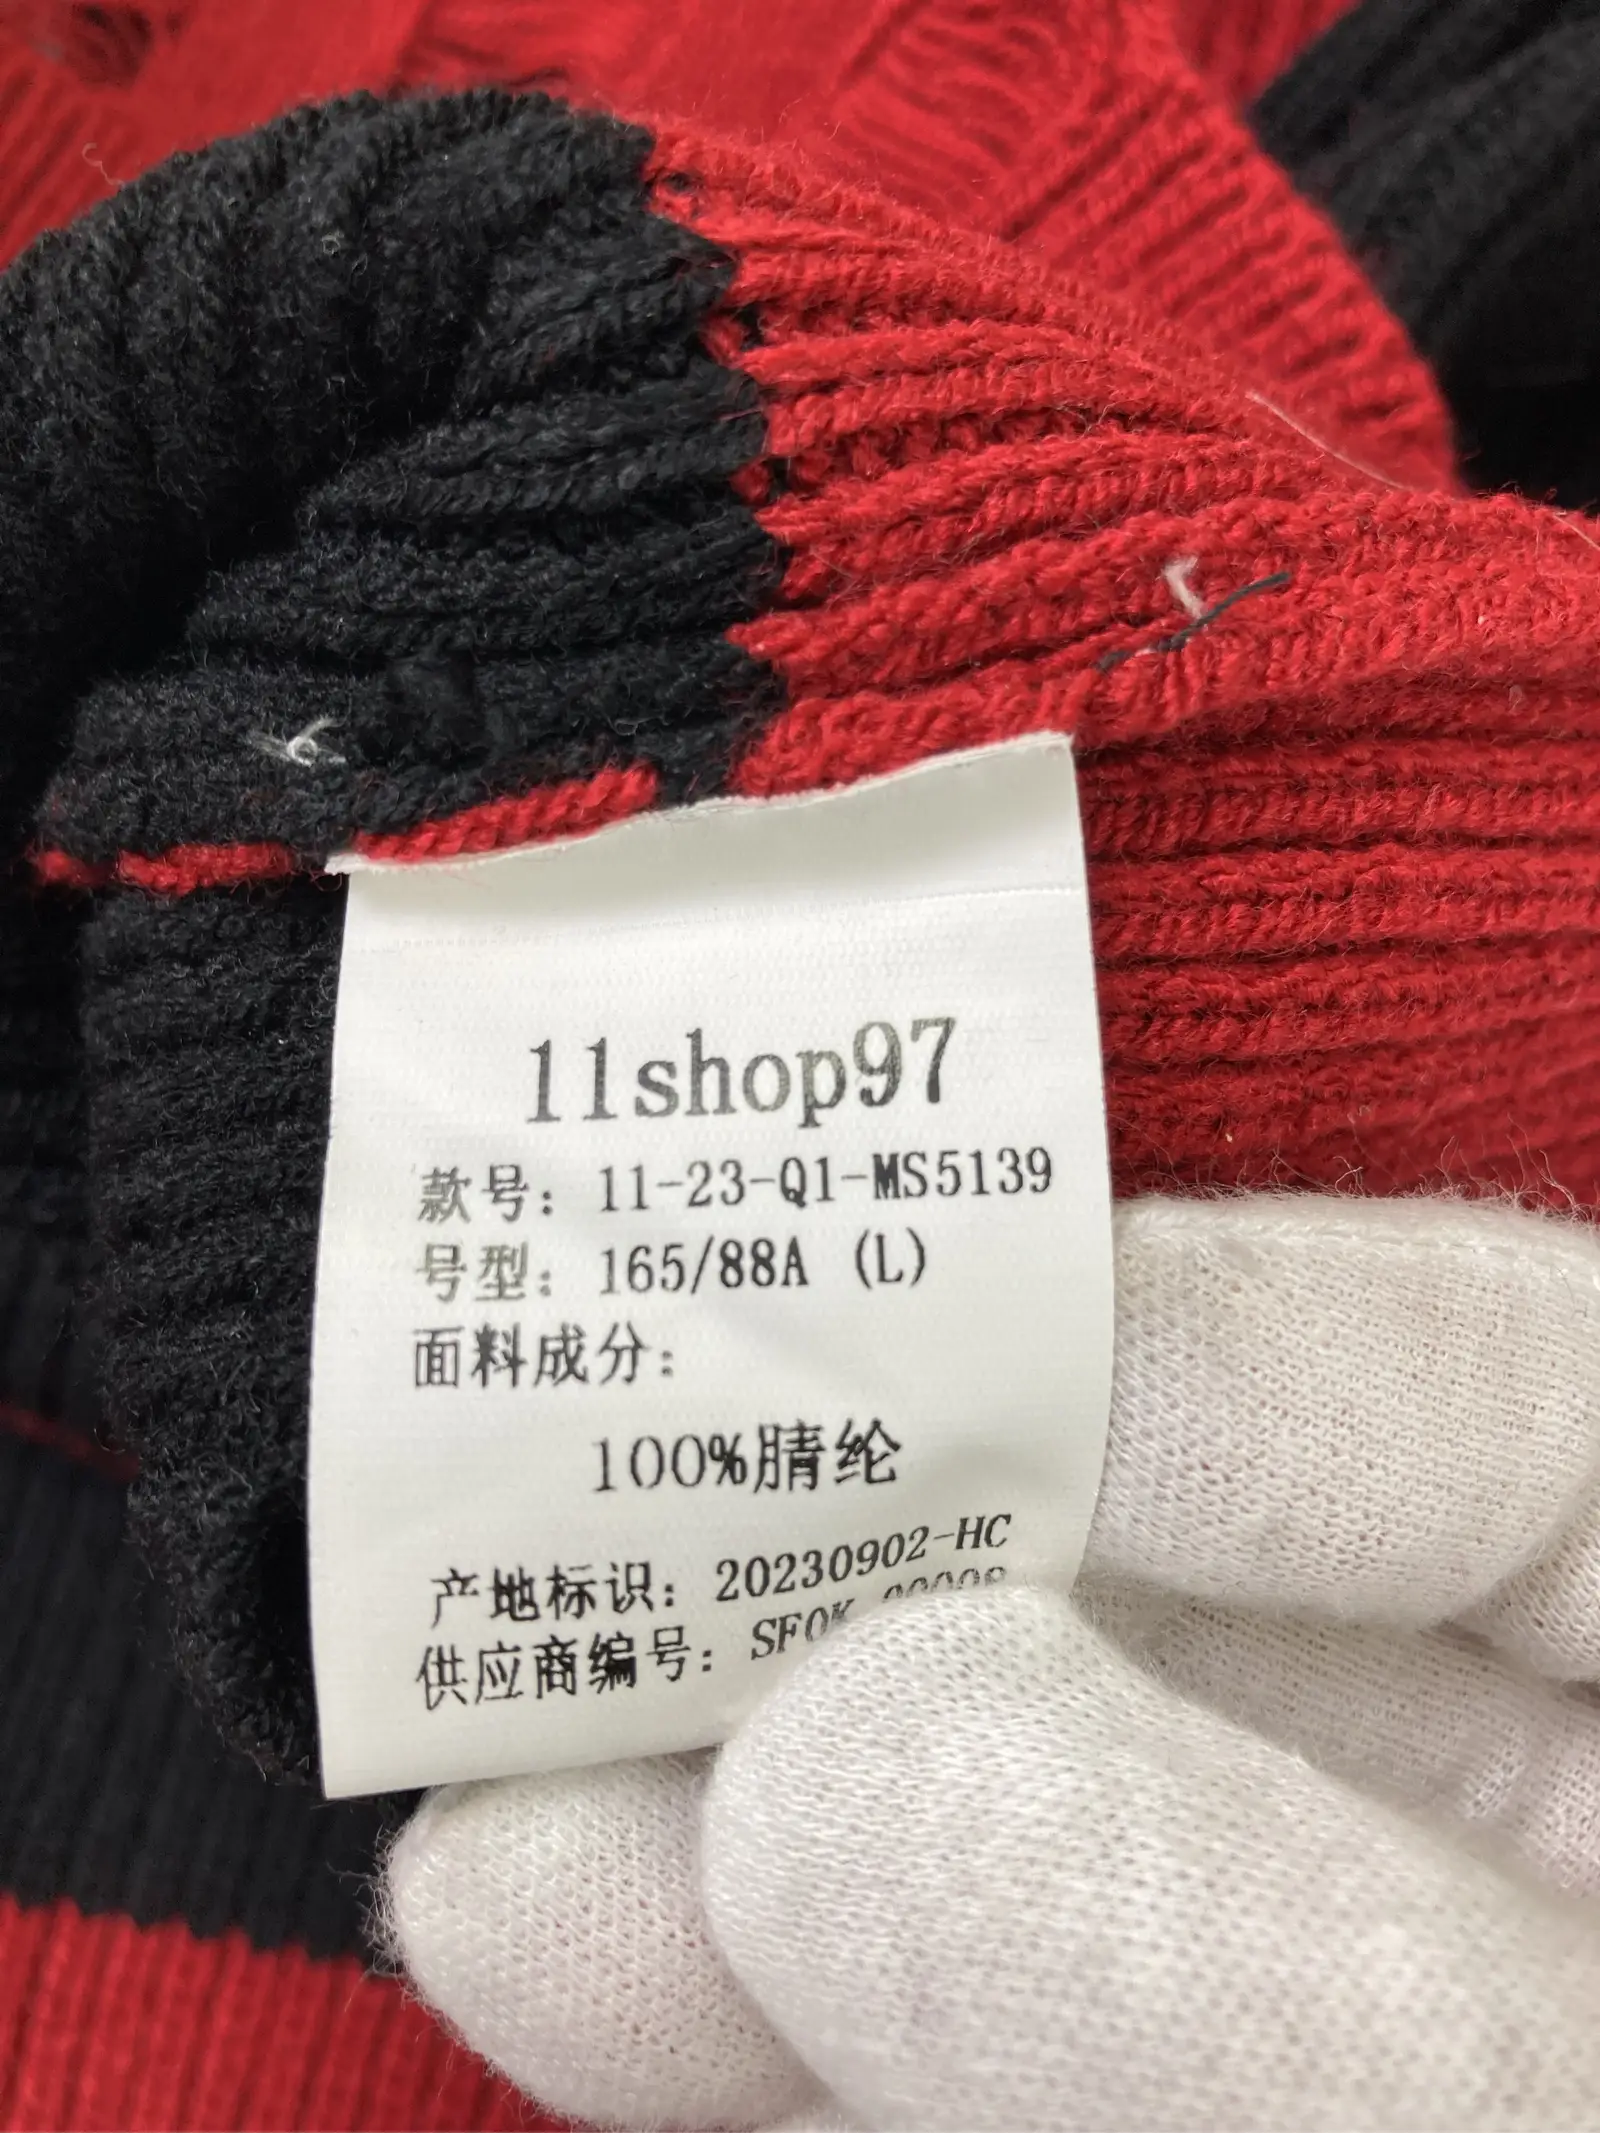 11shop97
款号: 11-23-Q1-MS5139
号型: 165/88A (L)
面料成分:
100%腈纶
产地标识: 20230902-HC
供应商编号: